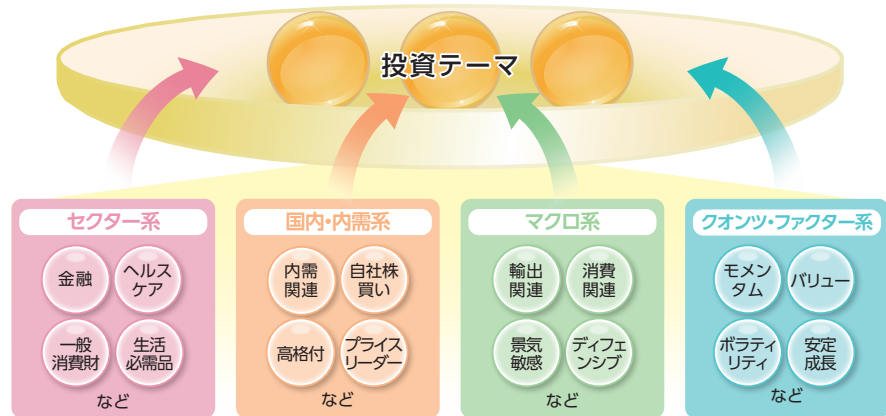 投資テーマ
セクター系
金融
ヘルス
ケア
一般
消費財
生活
必需品
など
国内・内需系
内需
関連
自社株
買い
高格付
プライス
リーダー
など
マクロ系
輸出
関連
消費
関連
景気
敏感
ディフェ
ンシブ
など
クオンツ・ファクター系
モメン
タム
バリュー
ボラティ
リティ
安定
成長
など